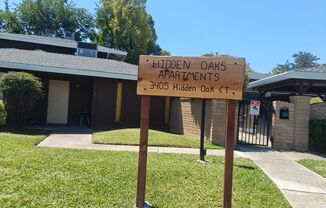 HIDDEN OAKS
APARTMENTS
3405 Hidden Oak CT.